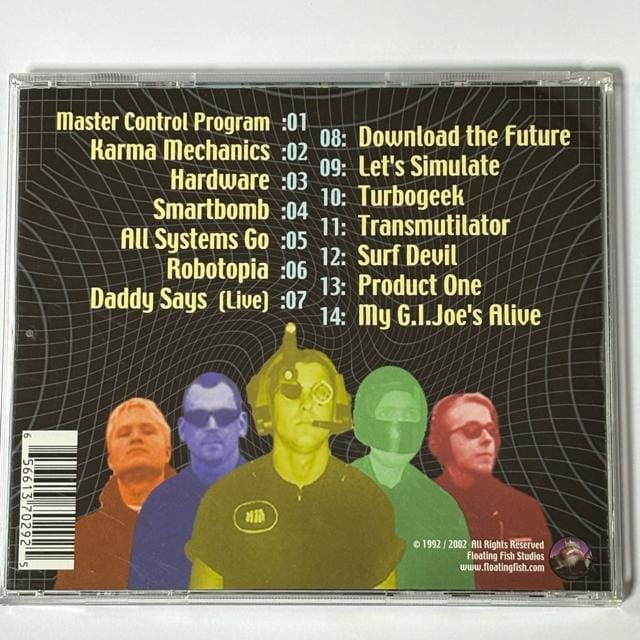 Master Control Program :01
Karma Mechanics :02
Hardware :03
Smartbomb :04
All Systems Go :05
Robotopia :06
Daddy Says (Live) :07
08: Download the Future
09: Let's Simulate
10: Turbogeek
11: Transmutilator
12: Surf Devil
13: Product One
14: My G.I.Joe's Alive
6 56613 70292 5
© 1992 / 2002 All Rights Reserved
Floating Fish Studios
www.floatingfish.com